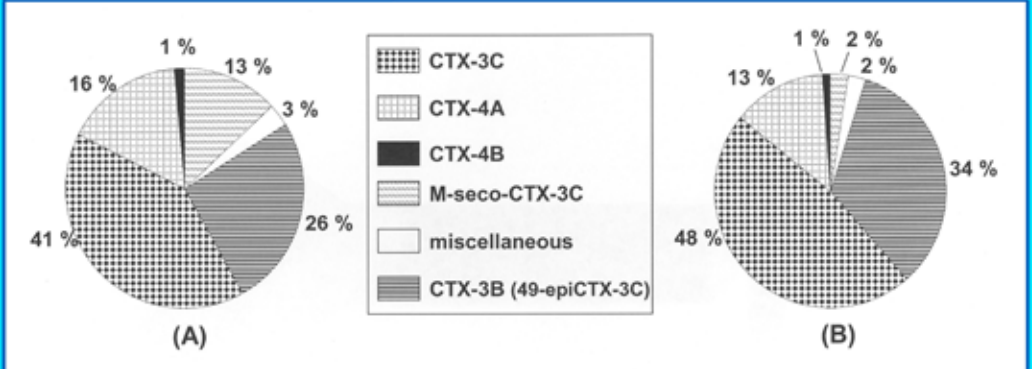 1 %
16 %
13 %
3 %
41 %
26 %
(A)
CTX-3C
CTX-4A
CTX-4B
M-seco-CTX-3C
miscellaneous
CTX-3B (49-epiCTX-3C)
1 %
2 %
13 %
2 %
34 %
48 %
(B)